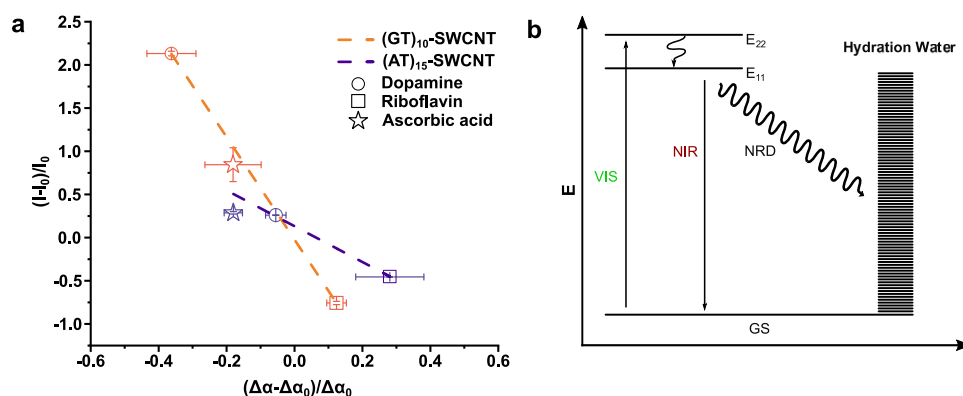 a
2.5
2.0
1.5
1.0
0.5
0.0
-0.5
-1.0
(I-I₀)/I₀
-0.6
-0.4
-0.2
0.0
0.2
0.4
0.6
(Δα-Δα₀)/Δα₀
(GT)₁₀-SWCNT
(AT)₁₅-SWCNT
Dopamine
Riboflavin
Ascorbic acid
b
E
E₂₂
E₁₁
Hydration Water
VIS
NIR
NRD
GS